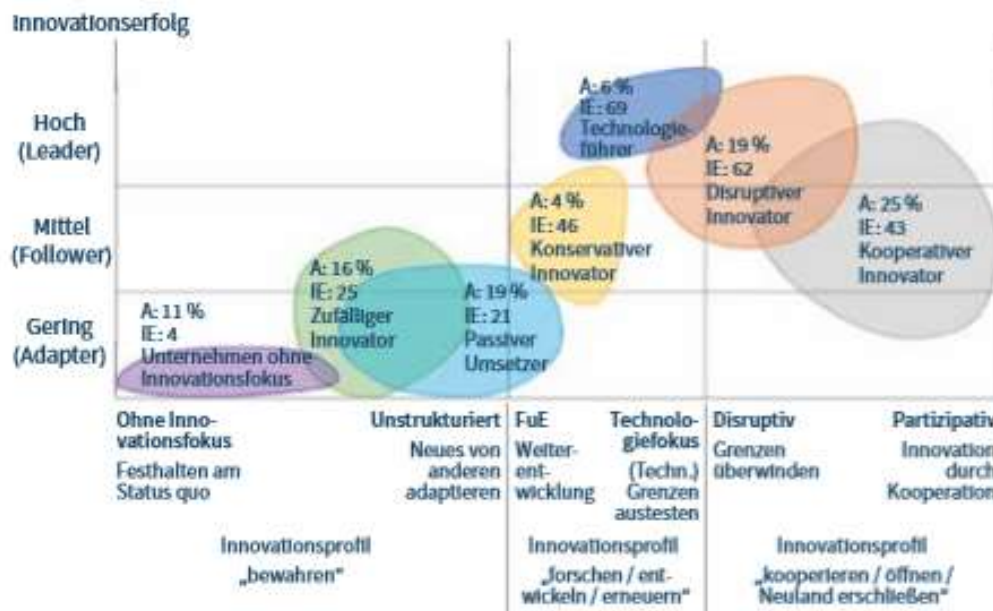 Innovationserfolg
Hoch
(Leader)
Mittel
(Follower)
Gering
(Adapter)
A: 11 %
IE: 4
Unternehmen ohne
Innovationsfokus
A: 16 %
IE: 25
Zufälliger
Innovator
A: 19 %
IE: 21
Passiver
Umsetzer
A: 4 %
IE: 46
Konservativer
Innovator
A: 6 %
IE: 69
Technologie-
führer
A: 19 %
IE: 62
Disruptiver
Innovator
A: 25 %
IE: 43
Kooperativer
Innovator
Ohne Inno-
vationsfokus
Festhalten am
Status quo
Unstrukturiert
Neues von
anderen
adaptieren
FuE
Weiter-
ent-
wicklung
Technolo-
giefokus
(Techn.)
Grenzen
austesten
Disruptiv
Grenzen
überwinden
Partizipativ
Innovation
durch
Kooperation
Innovationsprofil
„bewahren“
Innovationsprofil
„forschen / ent-
wickeln / erneuern“
Innovationsprofil
„kooperieren / öffnen /
Neuland erschließen“